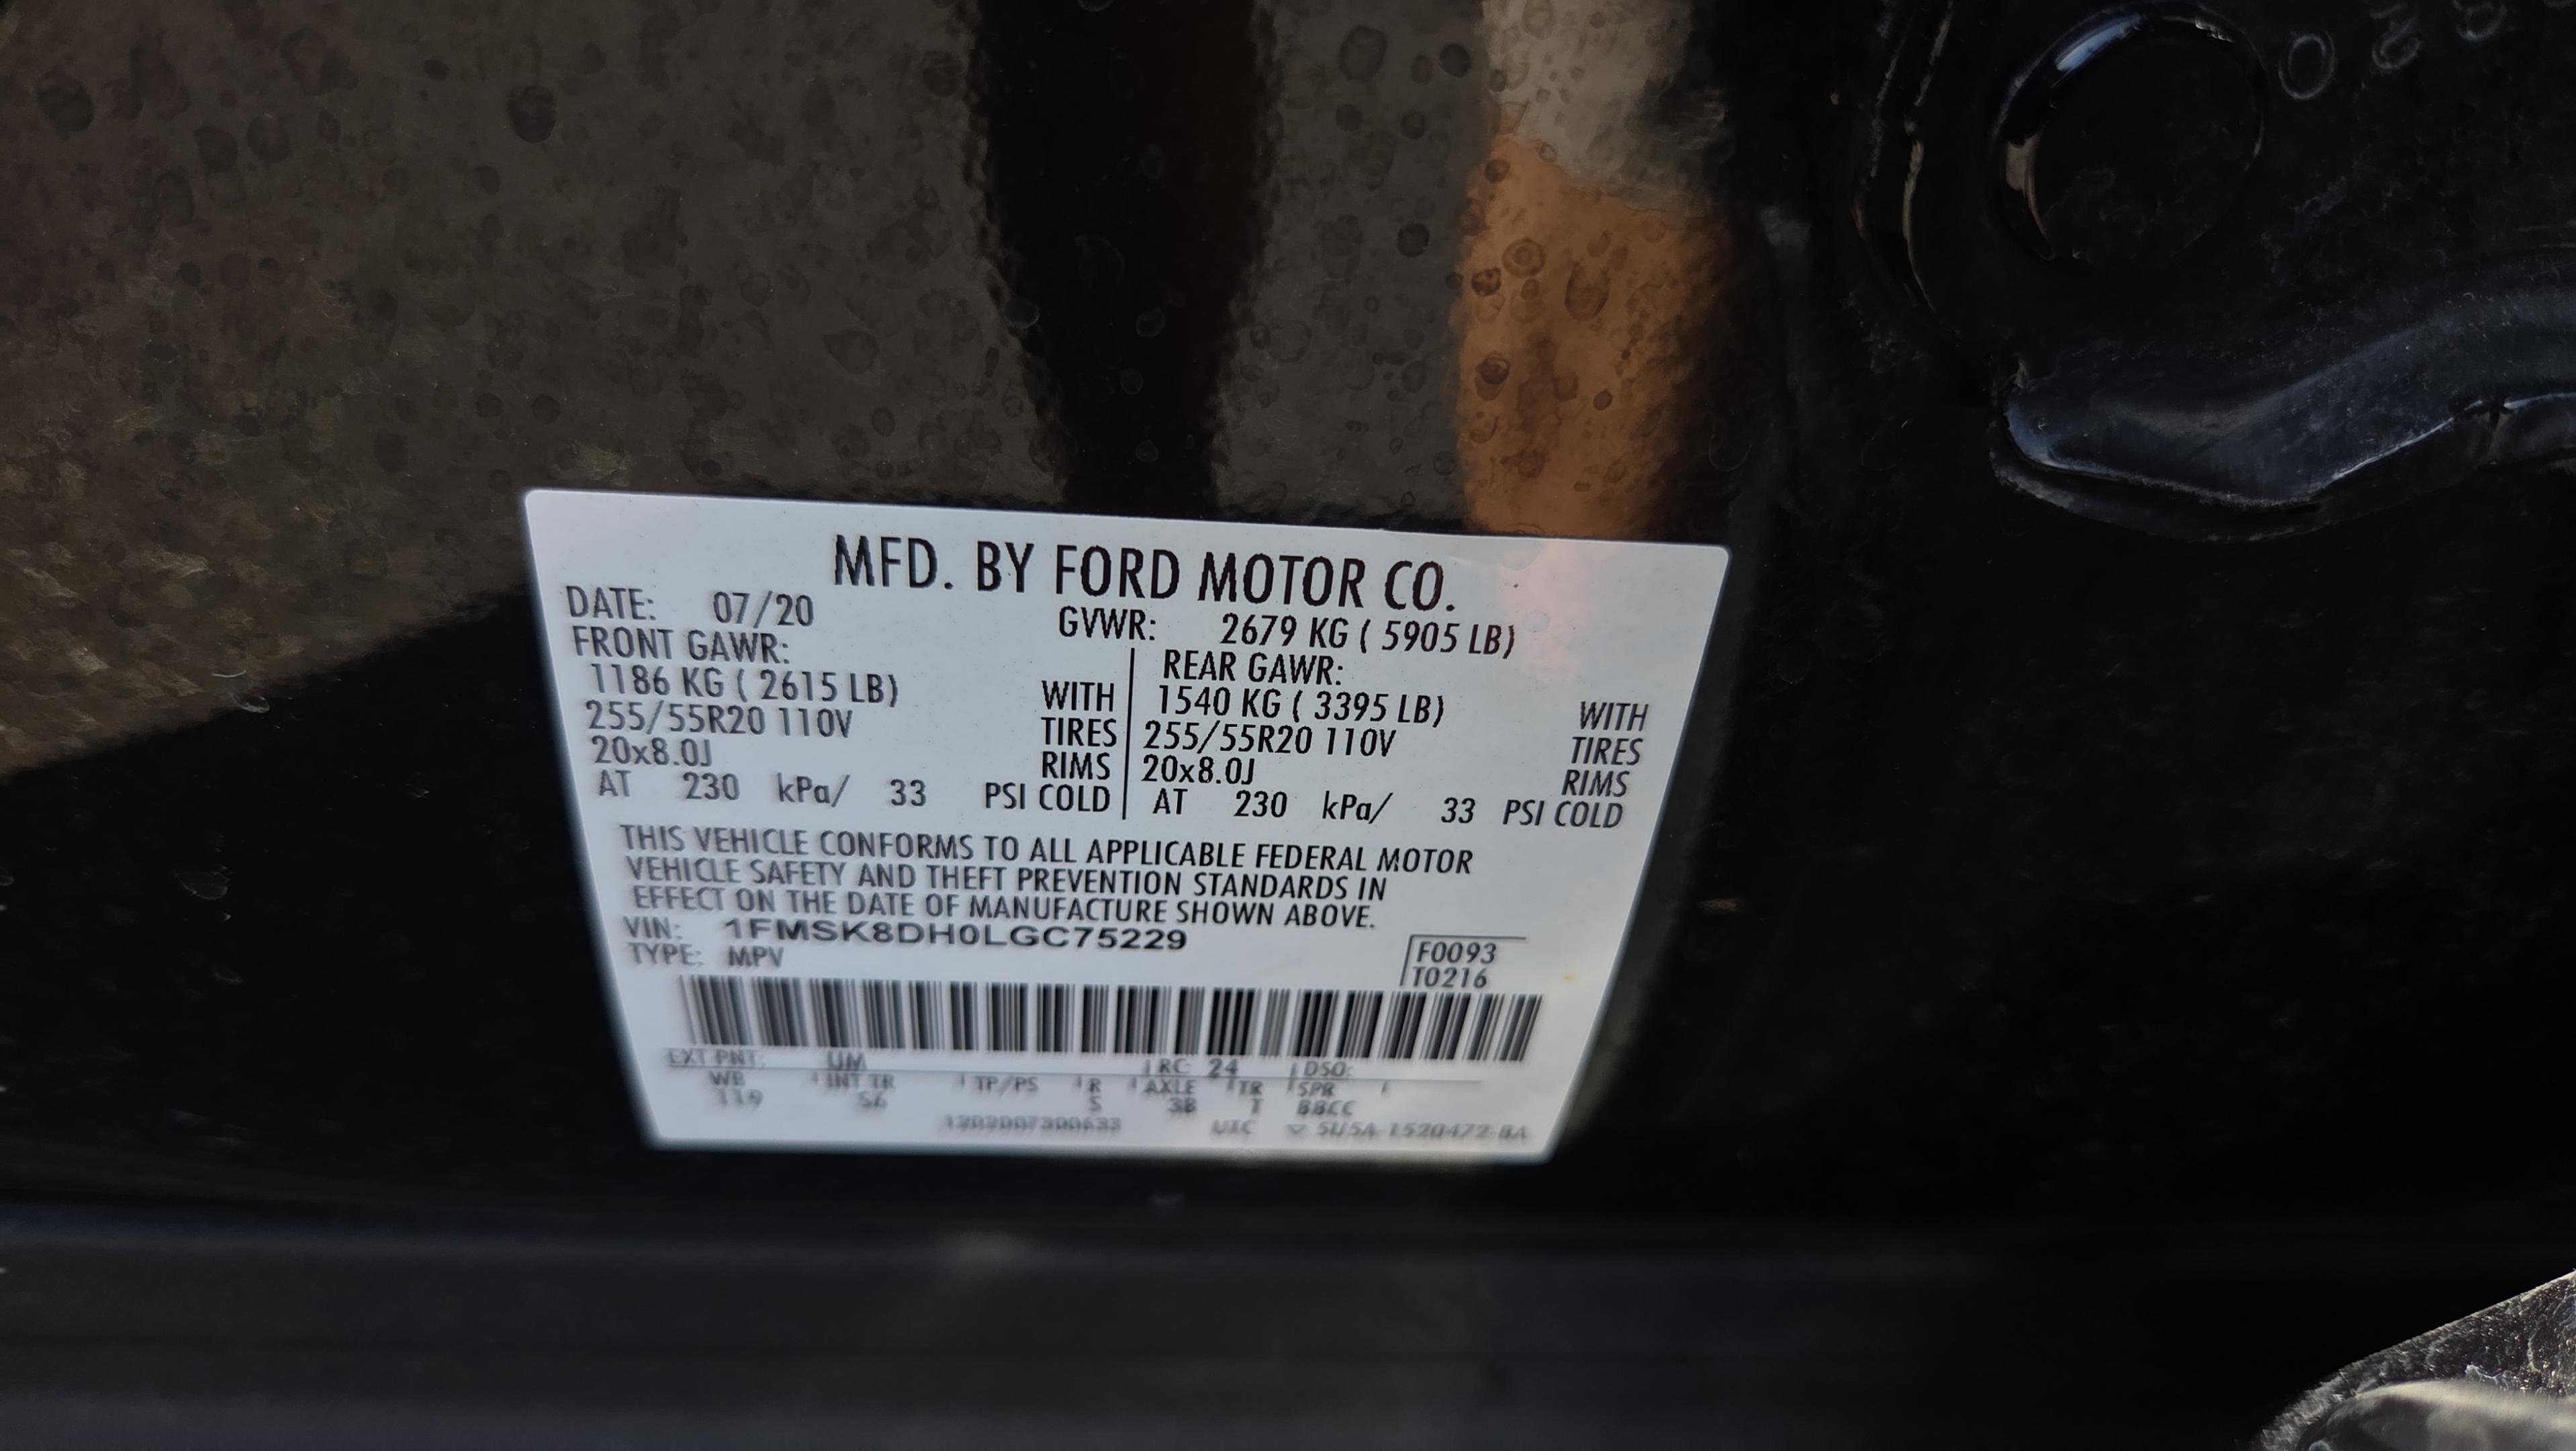 MFD. BY FORD MOTOR CO.
DATE: 07/20 GVWR: 2679 KG ( 5905 LB)
FRONT GAWR: REAR GAWR:
1186 KG ( 2615 LB) WITH 1540 KG ( 3395 LB) WITH
255/55R20 110V TIRES 255/55R20 110V TIRES
20x8.0J RIMS 20x8.0J RIMS
AT 230 kPa/ 33 PSI COLD AT 230 kPa/ 33 PSI COLD
THIS VEHICLE CONFORMS TO ALL APPLICABLE FEDERAL MOTOR
VEHICLE SAFETY AND THEFT PREVENTION STANDARDS IN
EFFECT ON THE DATE OF MANUFACTURE SHOWN ABOVE.
VIN: 1FMSK8DH0LGC75229
TYPE: MPV
F0093
T0216
EXT PNT: UM RC: 24 DSO:
WB INT TR TP/PS R AXLE TR SPR
119 S6 S 3B T BBCC
UTC